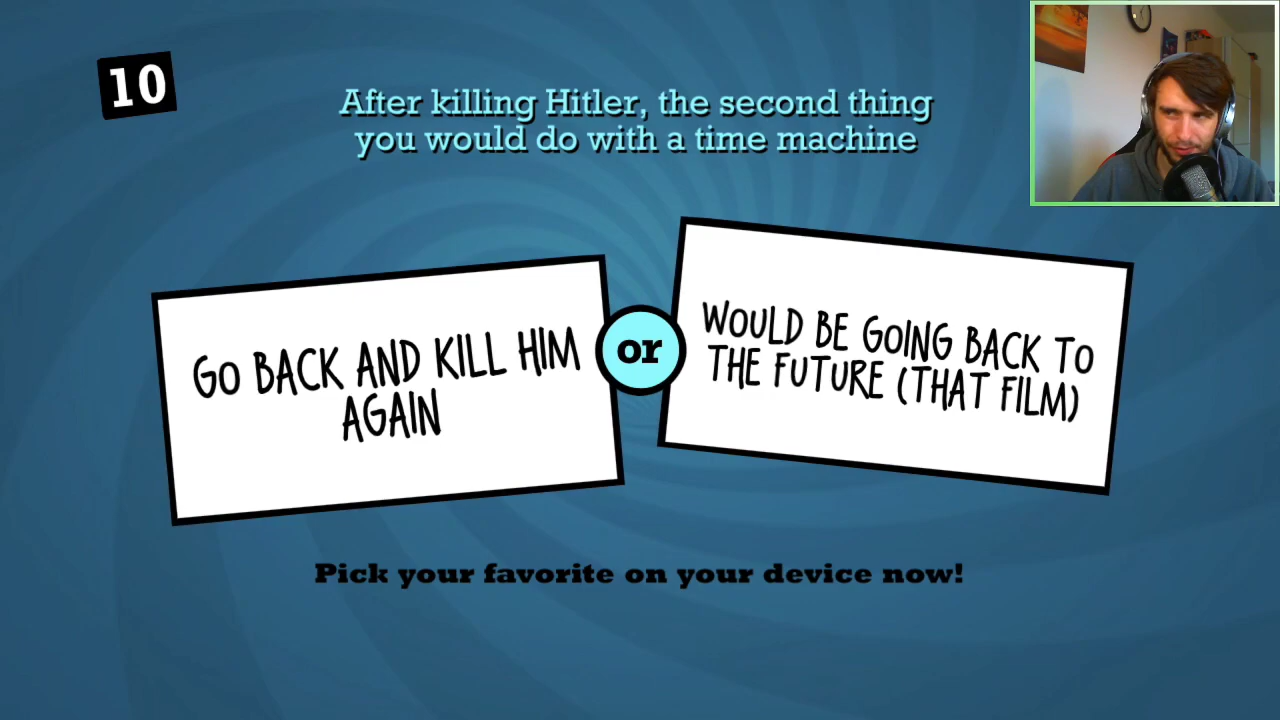 10
After killing Hitler, the second thing
you would do with a time machine
GO BACK AND KILL HIM
AGAIN
or
WOULD BE GOING BACK TO
THE FUTURE (THAT FILM)
Pick your favorite on your device now!